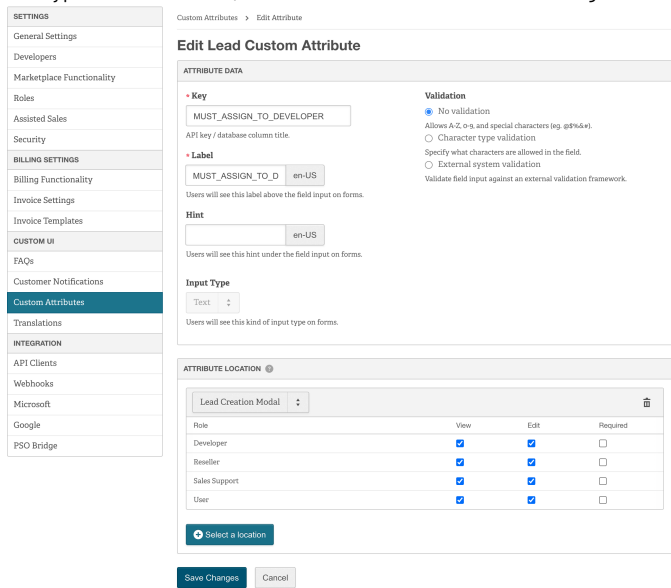 SETTINGS
General Settings
Developers
Marketplace Functionality
Roles
Assisted Sales
Security
BILLING SETTINGS
Billing Functionality
Invoice Settings
Invoice Templates
CUSTOM UI
FAQs
Customer Notifications
Custom Attributes
Translations
INTEGRATION
API Clients
Webhooks
Microsoft
Google
PSO Bridge
Custom Attributes > Edit Attribute
Edit Lead Custom Attribute
ATTRIBUTE DATA
* Key
MUST_ASSIGN_TO_DEVELOPER
API key / database column title.
* Label
MUST_ASSIGN_TO_D en-US
Users will see this label above the field input on forms.
Hint
en-US
Users will see this hint under the field input on forms.
Input Type
Text
Users will see this kind of input type on forms.
Validation
No validation
Allows A-Z, 0-9, and special characters (eg. @$%&#).
Character type validation
Specify what characters are allowed in the field.
External system validation
Validate field input against an external validation framework.
ATTRIBUTE LOCATION ?
Lead Creation Modal
Role View Edit Required
Developer
Reseller
Sales Support
User
Select a location
Save Changes Cancel